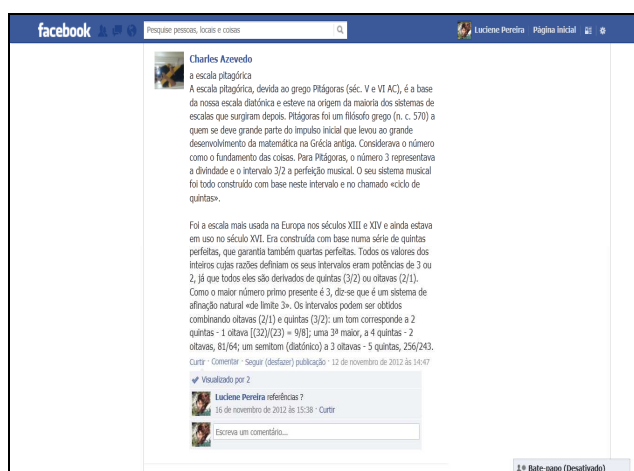 facebook
Pesquise pessoas, locais e coisas
Luciene Pereira Página inicial
Charles Azevedo
a escala pitagórica
A escala pitagórica, devida ao grego Pitágoras (séc. V e VI AC), é a base
da nossa escala diatónica e esteve na origem da maioria dos sistemas de
escalas que surgiram depois. Pitágoras foi um filósofo grego (n. c. 570) a
quem se deve grande parte do impulso inicial que levou ao grande
desenvolvimento da matemática na Grécia antiga. Considerava o número
como o fundamento das coisas. Para Pitágoras, o número 3 representava
a divindade e o intervalo 3/2 a perfeição musical. O seu sistema musical
foi todo construído com base neste intervalo e no chamado «ciclo de
quintas».
Foi a escala mais usada na Europa nos séculos XIII e XIV e ainda estava
em uso no século XVI. Era construída com base numa série de quintas
perfeitas, que garantia também quartas perfeitas. Todos os valores dos
inteiros cujas razões definiam os seus intervalos eram potências de 3 ou
2, já que todos eles são derivados de quintas (3/2) ou oitavas (2/1).
Como o maior número primo presente é 3, diz-se que é um sistema de
afinação natural «de limite 3». Os intervalos podem ser obtidos
combinando oitavas (2/1) e quintas (3/2): um tom corresponde a 2
quintas - 1 oitava [(32)/(23) = 9/8]; uma 3ª maior, a 4 quintas - 2
oitavas, 81/64; um semitom (diatónico) a 3 oitavas - 5 quintas, 256/243.
Curtir · Comentar · Seguir (desfazer) publicação · 12 de novembro de 2012 às 14:47
Visualizado por 2
Luciene Pereira referências ?
16 de novembro de 2012 às 15:38 · Curtir
Escreva um comentário...
Bate-papo (Desativado)